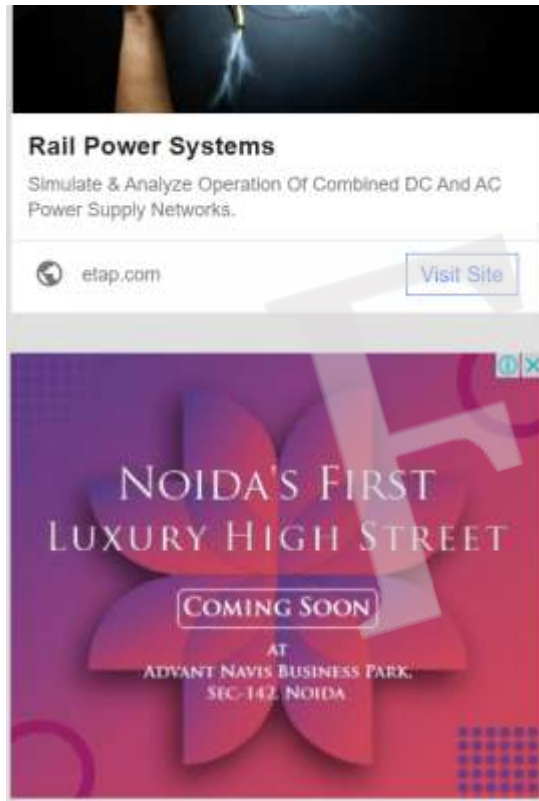 Rail Power Systems
Simulate & Analyze Operation Of Combined DC And AC
Power Supply Networks.
etap.com
Visit Site
F
NOIDA'S FIRST
LUXURY HIGH STREET
COMING SOON
AT
ADVANT NAVIS BUSINESS PARK,
SEC-142, NOIDA